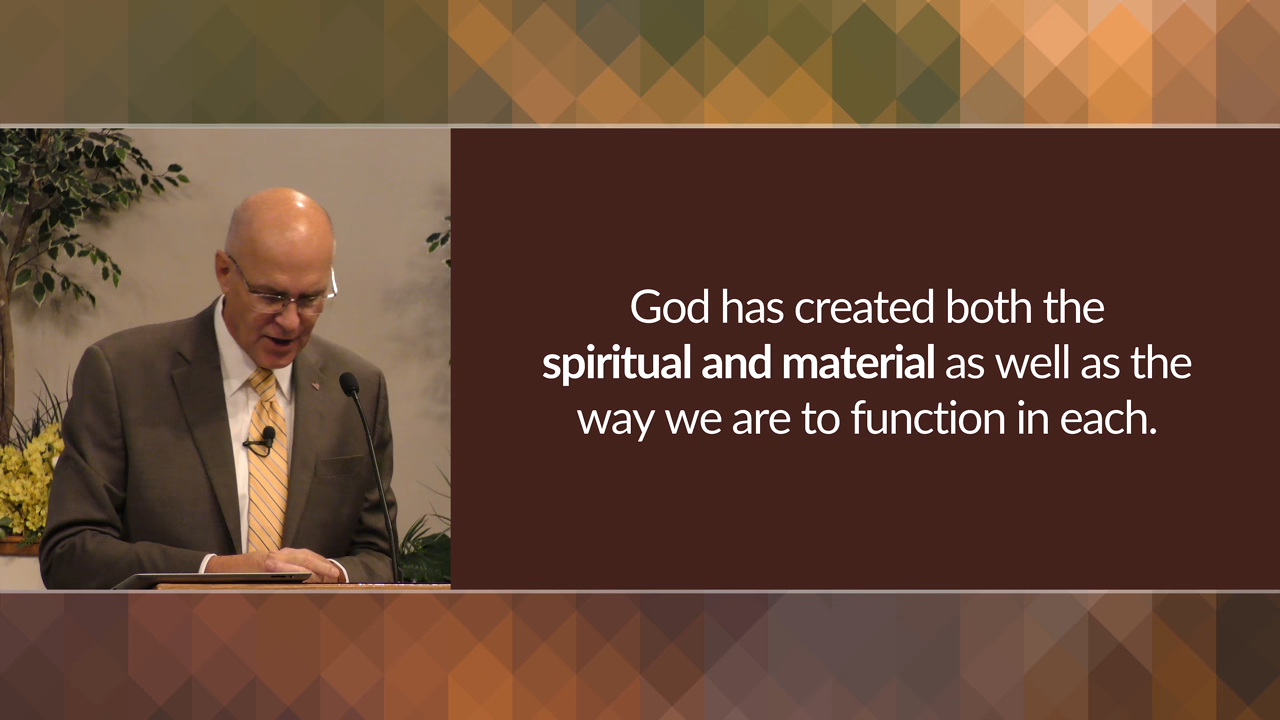 God has created both the
spiritual and material as well as the
way we are to function in each.